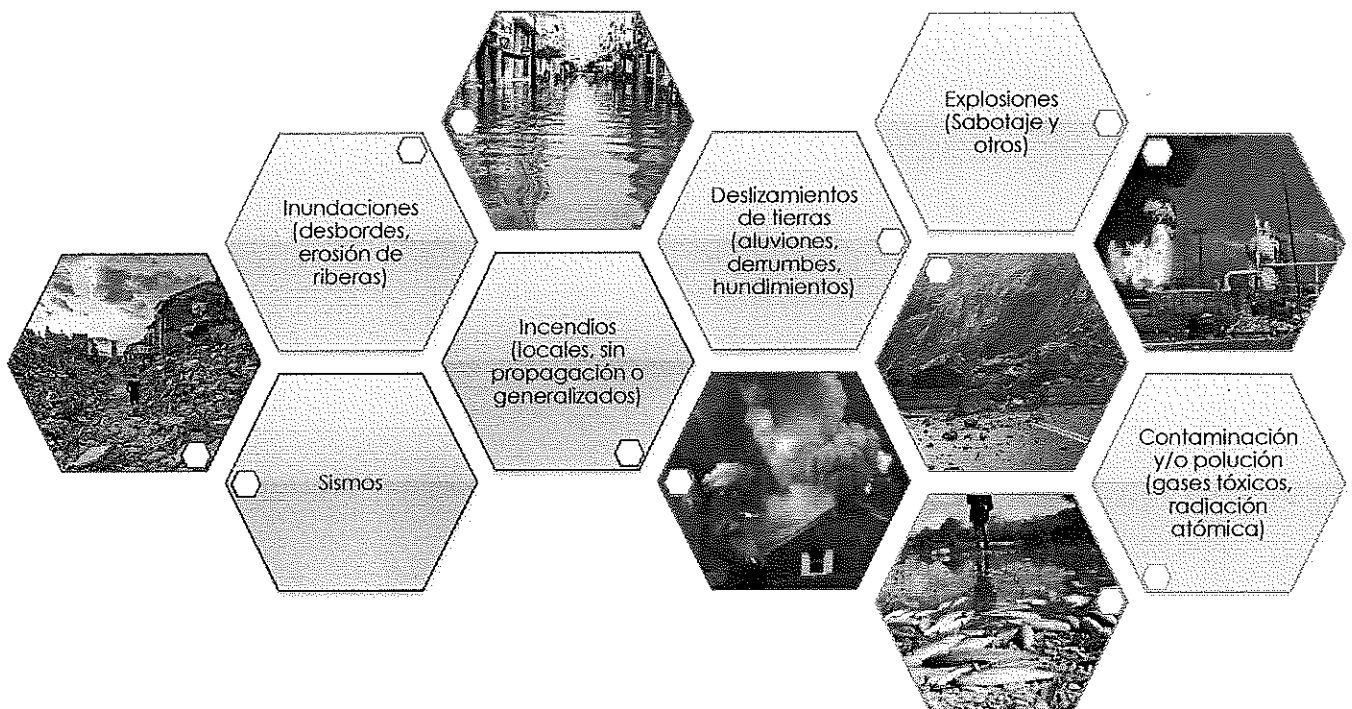 Explosiones
(Sabotaje y
otros)
Inundaciones
(desbordes,
erosión de
riberas)
Deslizamientos
de tierras
(aluviones,
derrumbes,
hundimientos)
Incendios
(locales, sin
propagación o
generalizados)
Sismos
Contaminación
y/o polución
(gases tóxicos,
radiación
atómica)